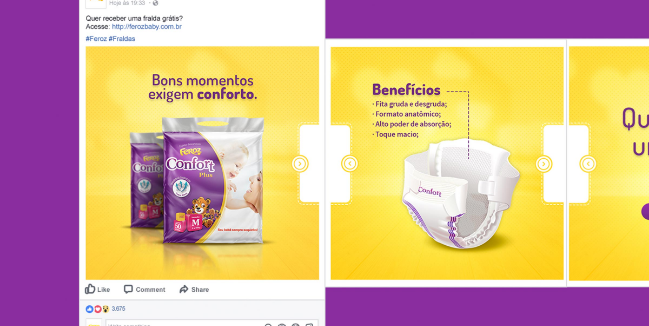 Hoje às 19:33
Quer receber uma fralda grátis?
Acesse: http://ferozbaby.com.br
#Feroz #Fraldas
Bons momentos
exigem conforto.
Feroz
Confort
Plus
M
Benefícios
• Fita gruda e desgruda;
• Formato anatômico;
• Alto poder de absorção;
• Toque macio;
Confort
Qu
u
Like Comment Share
3,675